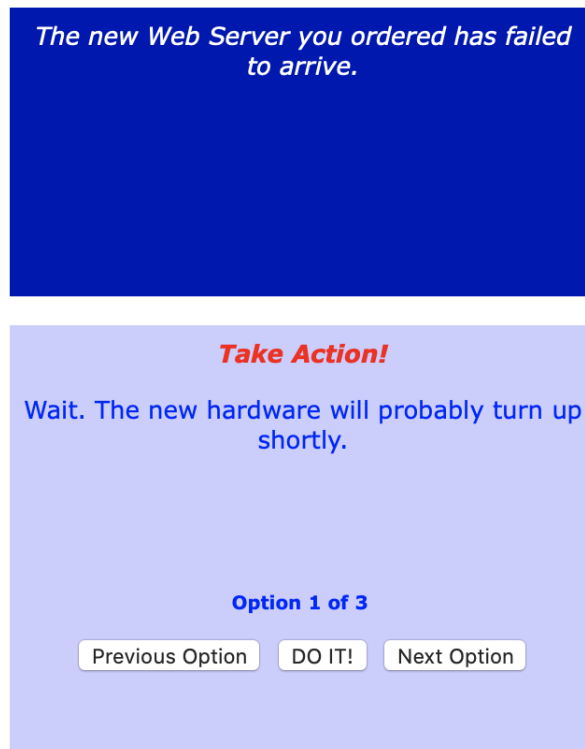 The new Web Server you ordered has failed
to arrive.
Take Action!
Wait. The new hardware will probably turn up
shortly.
Option 1 of 3
Previous Option DO IT! Next Option